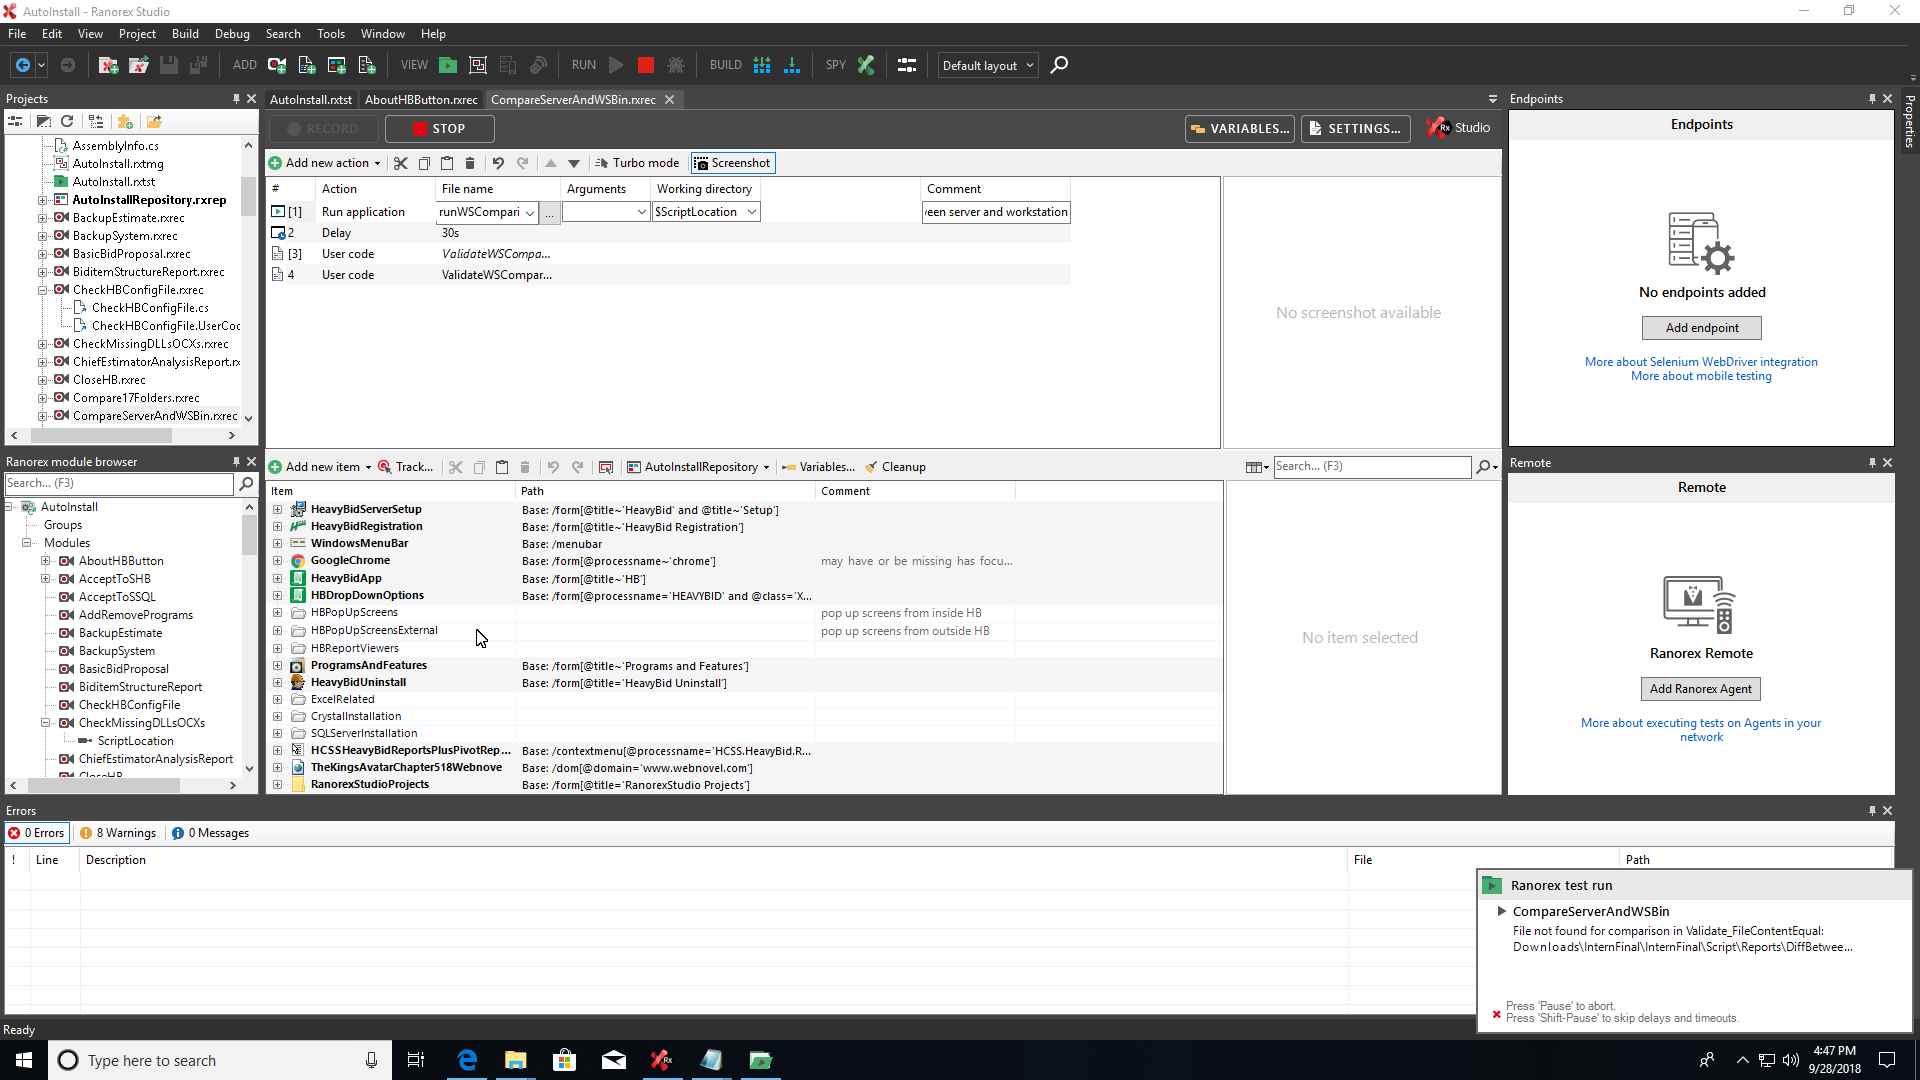 AutoInstall - Ranorex Studio
File Edit View Project Build Debug Search Tools Window Help
ADD VIEW RUN BUILD SPY Default layout
Projects
AssemblyInfo.cs
AutoInstall.rxtmg
AutoInstall.rxtst
AutoInstallRepository.rxrep
BackupEstimate.rxrec
BackupSystem.rxrec
BasicBidProposal.rxrec
BiditemStructureReport.rxrec
CheckHBConfigFile.rxrec
CheckHBConfigFile.cs
CheckHBConfigFile.UserCoc
CheckMissingDLLsOCXs.rxrec
ChiefEstimatorAnalysisReport.rx
CloseHB.rxrec
Compare17Folders.rxrec
CompareServerAndWSBin.rxrec
AutoInstall.rxtst AboutHBButton.rxrec CompareServerAndWSBin.rxrec
RECORD STOP VARIABLES... SETTINGS... Rx Studio
Add new action Turbo mode Screenshot
# Action File name Arguments Working directory Comment
[1] Run application runWSCompari ... $ScriptLocation een server and workstation
2 Delay 30s
[3] User code ValidateWSCompa...
4 User code ValidateWSCompar...
No screenshot available
Endpoints
Endpoints
No endpoints added
Add endpoint
More about Selenium WebDriver integration
More about mobile testing
Properties
Ranorex module browser
Search... (F3)
AutoInstall
Groups
Modules
AboutHBButton
AcceptToSHB
AcceptToSSQL
AddRemovePrograms
BackupEstimate
BackupSystem
BasicBidProposal
BiditemStructureReport
CheckHBConfigFile
CheckMissingDLLsOCXs
ScriptLocation
ChiefEstimatorAnalysisReport
CloseHB
Add new item Track... AutoInstallRepository Variables... Cleanup Search... (F3)
Item Path Comment
HeavyBidServerSetup Base: /form[@title~'HeavyBid' and @title~'Setup']
HeavyBidRegistration Base: /form[@title~'HeavyBid Registration']
WindowsMenuBar Base: /menubar
GoogleChrome Base: /form[@processname~'chrome'] may have or be missing has focu...
HeavyBidApp Base: /form[@title~'HB']
HBDropDownOptions Base: /form[@processname='HEAVYBID' and @class='X...
HBPopUpScreens pop up screens from inside HB
HBPopUpScreensExternal pop up screens from outside HB
HBReportViewers
ProgramsAndFeatures Base: /form[@title~'Programs and Features']
HeavyBidUninstall Base: /form[@title='HeavyBid Uninstall']
ExcelRelated
CrystalInstallation
SQLServerInstallation
HCSSHeavyBidReportsPlusPivotRep... Base: /contextmenu[@processname='HCSS.HeavyBid.R...
TheKingsAvatarChapter518Webnove Base: /dom[@domain='www.webnovel.com']
RanorexStudioProjects Base: /form[@title='RanorexStudio Projects']
No item selected
Remote
Remote
Ranorex Remote
Add Ranorex Agent
More about executing tests on Agents in your
network
Errors
0 Errors 8 Warnings 0 Messages
! Line Description File Path
Ranorex test run
CompareServerAndWSBin
File not found for comparison in Validate_FileContentEqual:
Downloads\InternFinal\InternFinal\Script\Reports\DiffBetwee...
Press 'Pause' to abort.
Press 'Shift-Pause' to skip delays and timeouts.
Ready
Type here to search
4:47 PM
9/28/2018